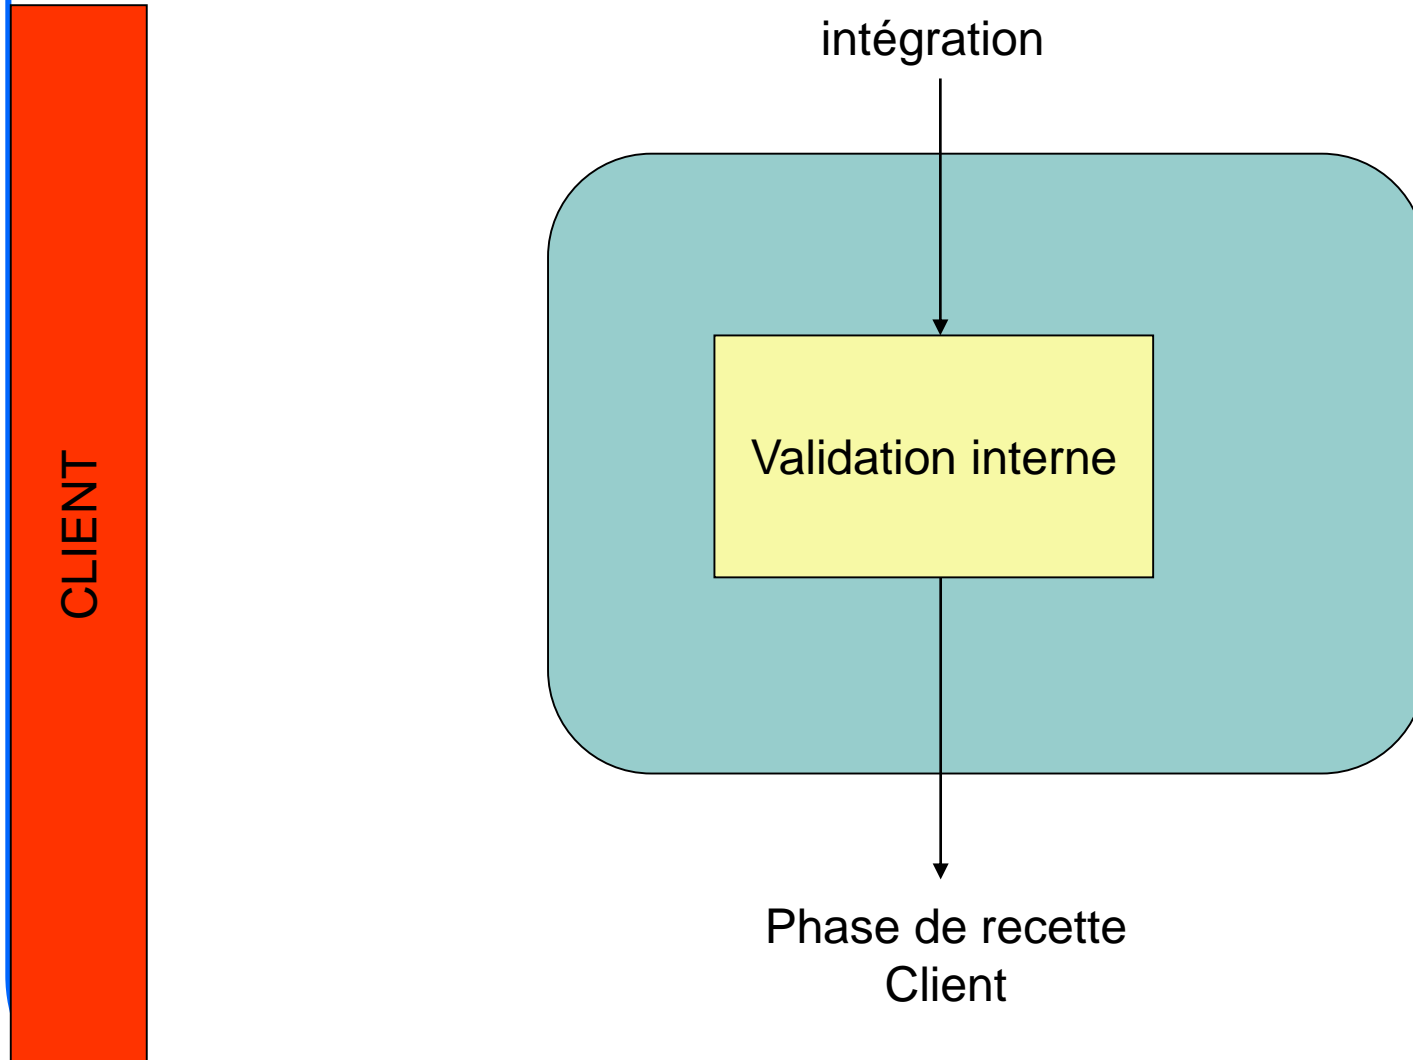 intégration
CLIENT
Validation interne
Phase de recette
Client